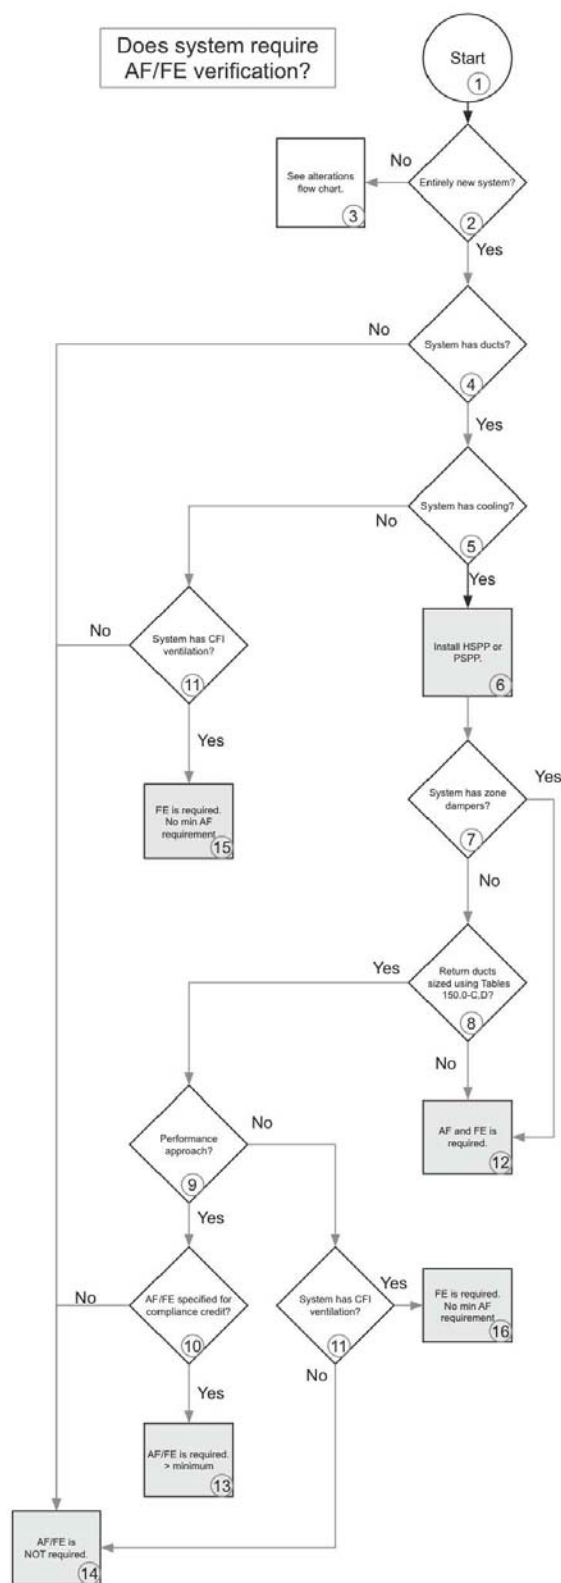 Does system require
AF/FE verification?
Start
1
No
See alterations
flow chart.
3
Entirely new system?
2
Yes
No
System has ducts?
4
Yes
No
System has cooling?
5
Yes
No
System has CFI
ventilation?
11
Install HSPP or
PSPP.
6
Yes
FE is required.
No min AF
requirement
15
System has zone
dampers?
7
Yes
No
Yes
Return ducts
sized using Tables
150.0-C,D?
8
No
Performance
approach?
9
No
AF and FE is
required.
12
Yes
No
AF/FE specified for
compliance credit?
10
System has CFI
ventilation?
11
Yes
FE is required.
No min AF
requirement
16
Yes
No
AF/FE is required.
> minimum
13
AF/FE is
NOT required.
14